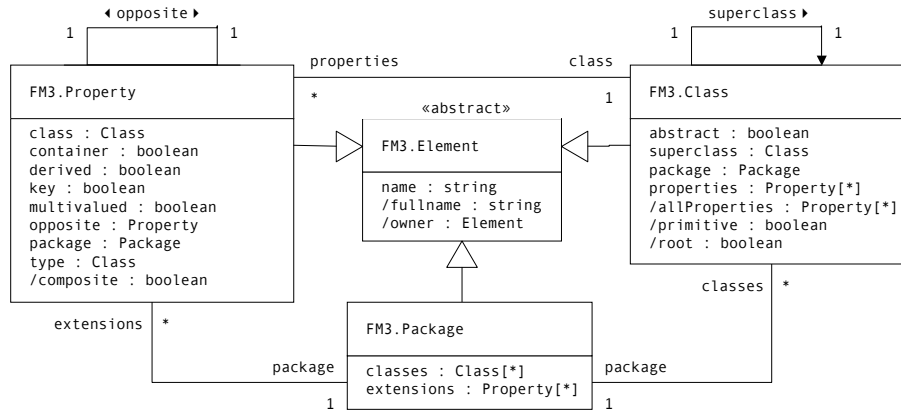 ◂ opposite ▸
superclass ▸
1
1
1
1
properties
class
*
1
FM3.Property
class : Class
container : boolean
derived : boolean
key : boolean
multivalued : boolean
opposite : Property
package : Package
type : Class
/composite : boolean
«abstract»
FM3.Element
name : string
/fullname : string
/owner : Element
FM3.Class
abstract : boolean
superclass : Class
package : Package
properties : Property[*]
/allProperties : Property[*]
/primitive : boolean
/root : boolean
extensions
*
classes
*
package
1
FM3.Package
classes : Class[*]
extensions : Property[*]
package
1